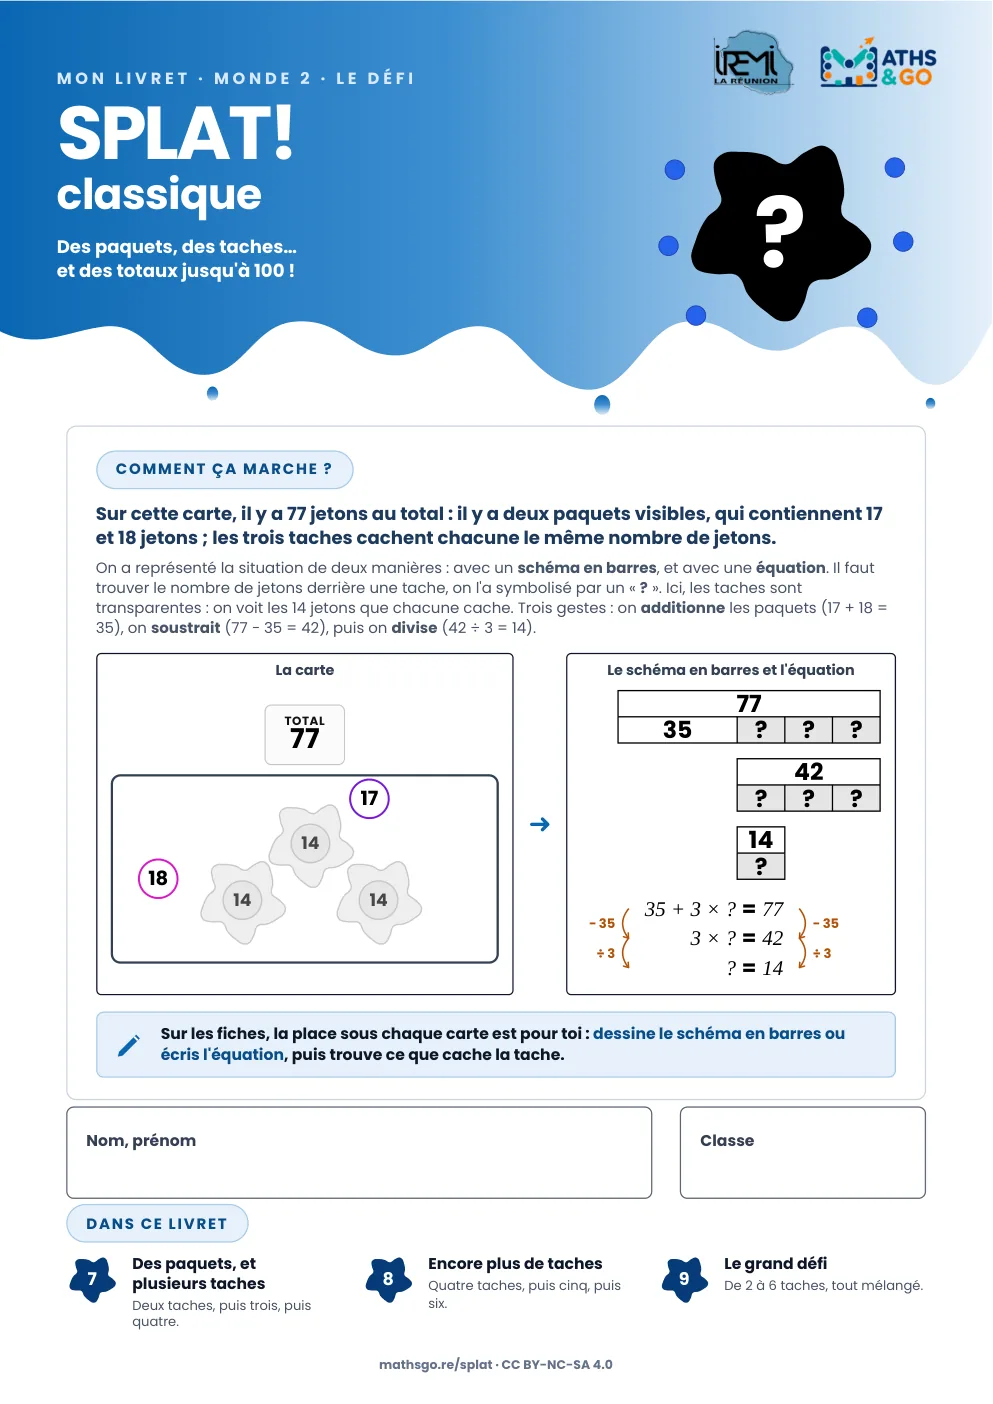 MON LIVRET · MONDE 2 · LE DÉFI
iREMi
LA RÉUNION
MATHS
&GO
SPLAT!
classique
Des paquets, des taches...
et des totaux jusqu'à 100 !
?
COMMENT ÇA MARCHE ?
Sur cette carte, il y a 77 jetons au total : il y a deux paquets visibles, qui contiennent 17
et 18 jetons ; les trois taches cachent chacune le même nombre de jetons.
On a représenté la situation de deux manières : avec un schéma en barres, et avec une équation. Il faut
trouver le nombre de jetons derrière une tache, on l'a symbolisé par un « ? ». Ici, les taches sont
transparentes : on voit les 14 jetons que chacune cache. Trois gestes : on additionne les paquets (17 + 18 =
35), on soustrait (77 - 35 = 42), puis on divise (42 ÷ 3 = 14).
La carte
TOTAL
77
17
14
18
14
14
Le schéma en barres et l'équation
77
35 ? ? ?
42
? ? ?
14
?
35 + 3 × ? = 77
- 35
- 35
3 × ? = 42
÷ 3
÷ 3
? = 14
Sur les fiches, la place sous chaque carte est pour toi : dessine le schéma en barres ou
écris l'équation, puis trouve ce que cache la tache.
Nom, prénom
Classe
DANS CE LIVRET
7
Des paquets, et
plusieurs taches
Deux taches, puis trois, puis
quatre.
8
Encore plus de taches
Quatre taches, puis cinq, puis
six.
9
Le grand défi
De 2 à 6 taches, tout mélangé.
mathsgo.re/splat · CC BY-NC-SA 4.0